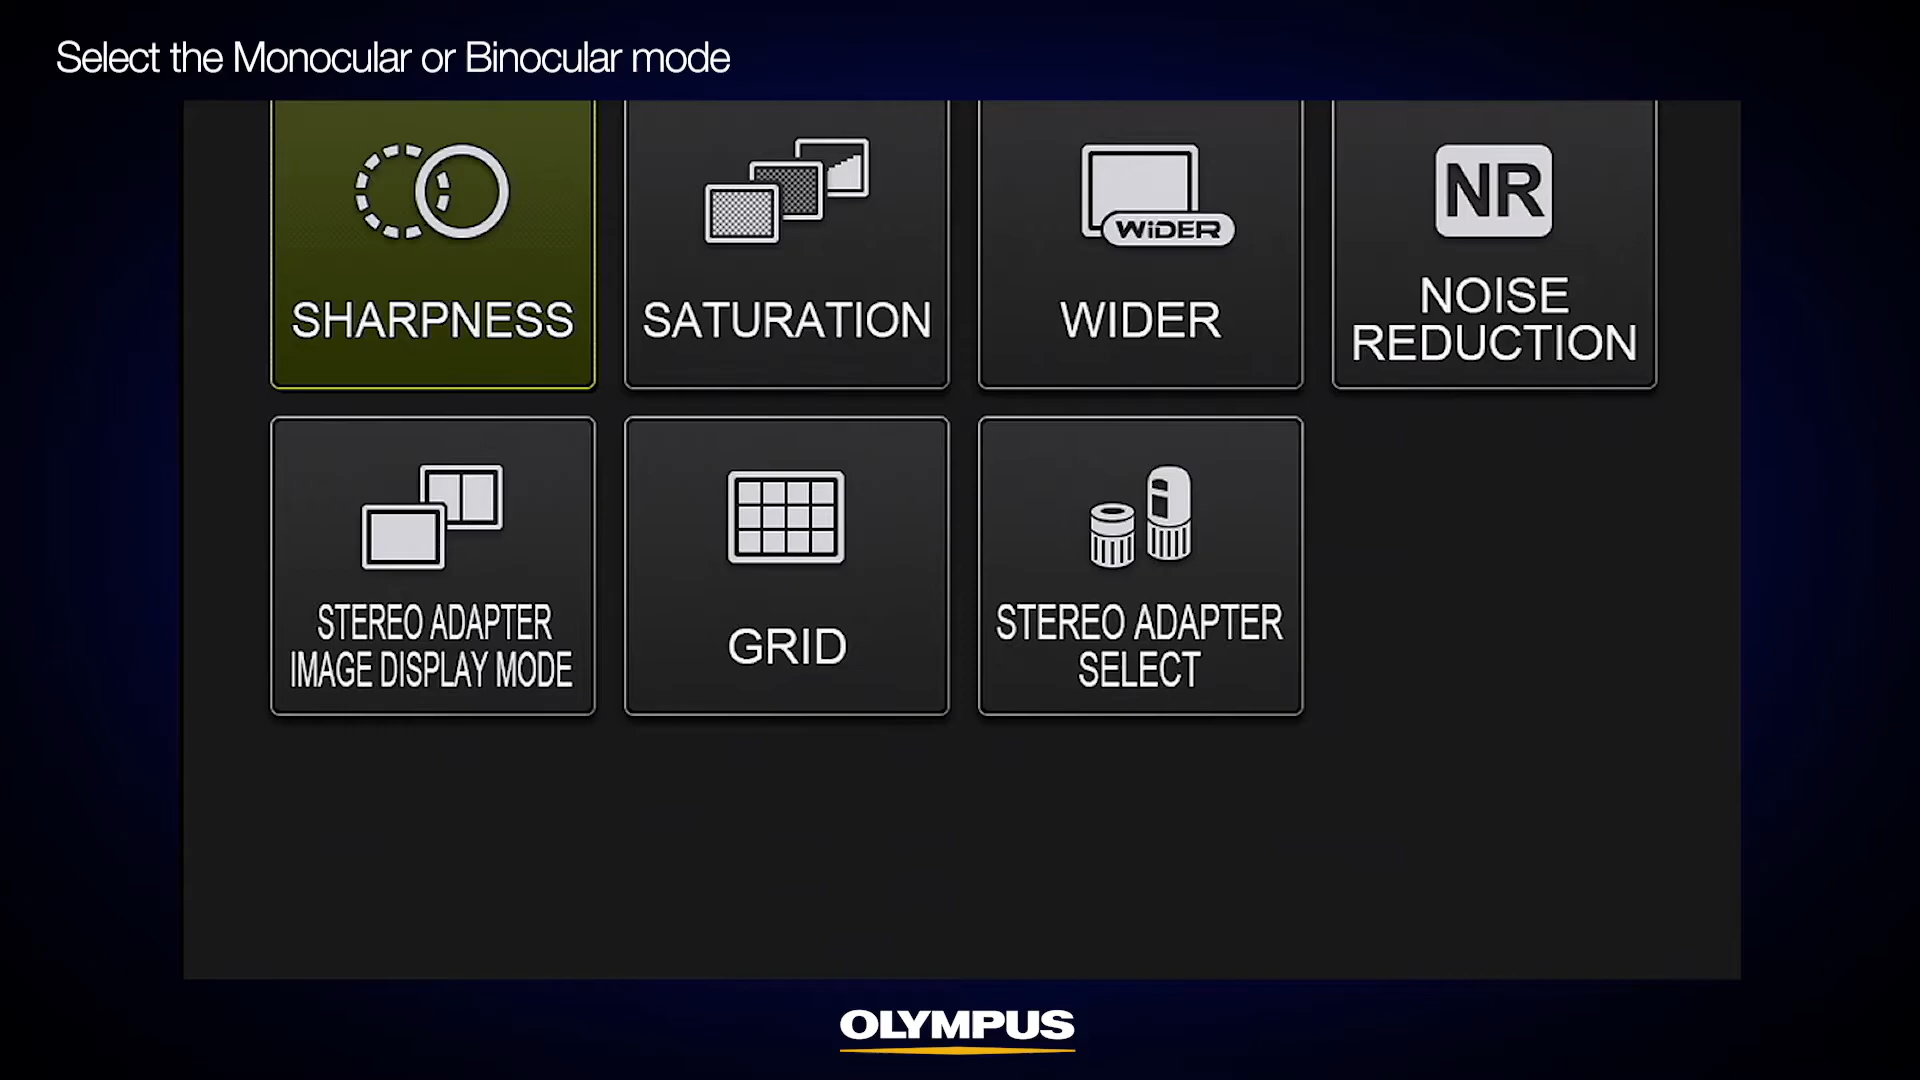 Select the Monocular or Binocular mode
SHARPNESS
SATURATION
WiDER
WIDER
NR
NOISE
REDUCTION
STEREO ADAPTER
IMAGE DISPLAY MODE
GRID
STEREO ADAPTER
SELECT
OLYMPUS